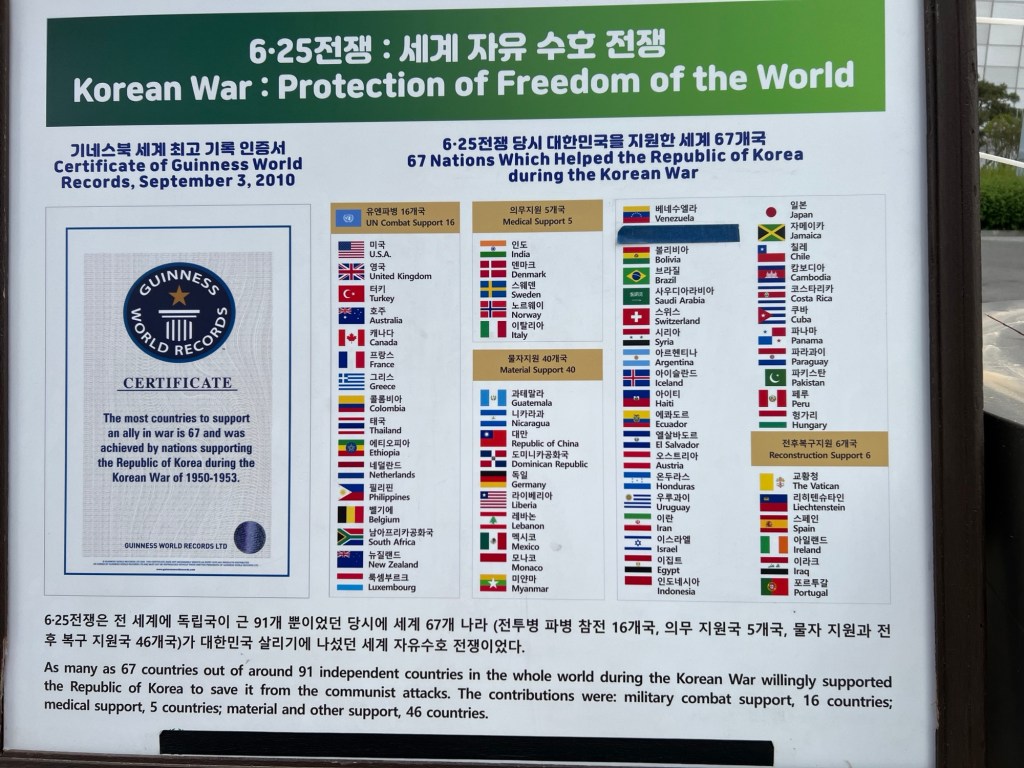 6·25전쟁 : 세계 자유 수호 전쟁
Korean War : Protection of Freedom of the World
기네스북 세계 최고 기록 인증서
Certificate of Guinness World
Records, September 3, 2010
6·25전쟁 당시 대한민국을 지원한 세계 67개국
67 Nations Which Helped the Republic of Korea
during the Korean War
GUINNESS
WORLD RECORDS
CERTIFICATE
The most countries to support
an ally in war is 67 and was
achieved by nations supporting
the Republic of Korea during the
Korean War of 1950-1953.
GUINNESS WORLD RECORDS LTD
유엔파병 16개국
UN Combat Support 16
미국
U.S.A.
영국
United Kingdom
터키
Turkey
호주
Australia
캐나다
Canada
프랑스
France
그리스
Greece
콜롬비아
Colombia
태국
Thailand
에티오피아
Ethiopia
네덜란드
Netherlands
필리핀
Philippines
벨기에
Belgium
남아프리카공화국
South Africa
뉴질랜드
New Zealand
룩셈부르크
Luxembourg
의무지원 5개국
Medical Support 5
인도
India
덴마크
Denmark
스웨덴
Sweden
노르웨이
Norway
이탈리아
Italy
물자지원 40개국
Material Support 40
과테말라
Guatemala
니카라과
Nicaragua
대만
Republic of China
도미니카공화국
Dominican Republic
독일
Germany
라이베리아
Liberia
레바논
Lebanon
멕시코
Mexico
모나코
Monaco
미얀마
Myanmar
베네수엘라
Venezuela
볼리비아
Bolivia
브라질
Brazil
사우디아라비아
Saudi Arabia
스위스
Switzerland
시리아
Syria
아르헨티나
Argentina
아이슬란드
Iceland
아이티
Haiti
에콰도르
Ecuador
엘살바도르
El Salvador
오스트리아
Austria
온두라스
Honduras
우루과이
Uruguay
이란
Iran
이스라엘
Israel
이집트
Egypt
인도네시아
Indonesia
일본
Japan
자메이카
Jamaica
칠레
Chile
캄보디아
Cambodia
코스타리카
Costa Rica
쿠바
Cuba
파나마
Panama
파라과이
Paraguay
파키스탄
Pakistan
페루
Peru
헝가리
Hungary
전후복구지원 6개국
Reconstruction Support 6
교황청
The Vatican
리히텐슈타인
Liechtenstein
스페인
Spain
아일랜드
Ireland
이라크
Iraq
포르투갈
Portugal
6·25전쟁은 전 세계에 독립국이 근 91개 뿐이었던 당시에 세계 67개 나라 (전투병 파병 참전 16개국, 의무 지원국 5개국, 물자 지원과 전
후 복구 지원국 46개국)가 대한민국 살리기에 나섰던 세계 자유수호 전쟁이었다.
As many as 67 countries out of around 91 independent countries in the whole world during the Korean War willingly supported
the Republic of Korea to save it from the communist attacks. The contributions were: military combat support, 16 countries;
medical support, 5 countries; material and other support, 46 countries.